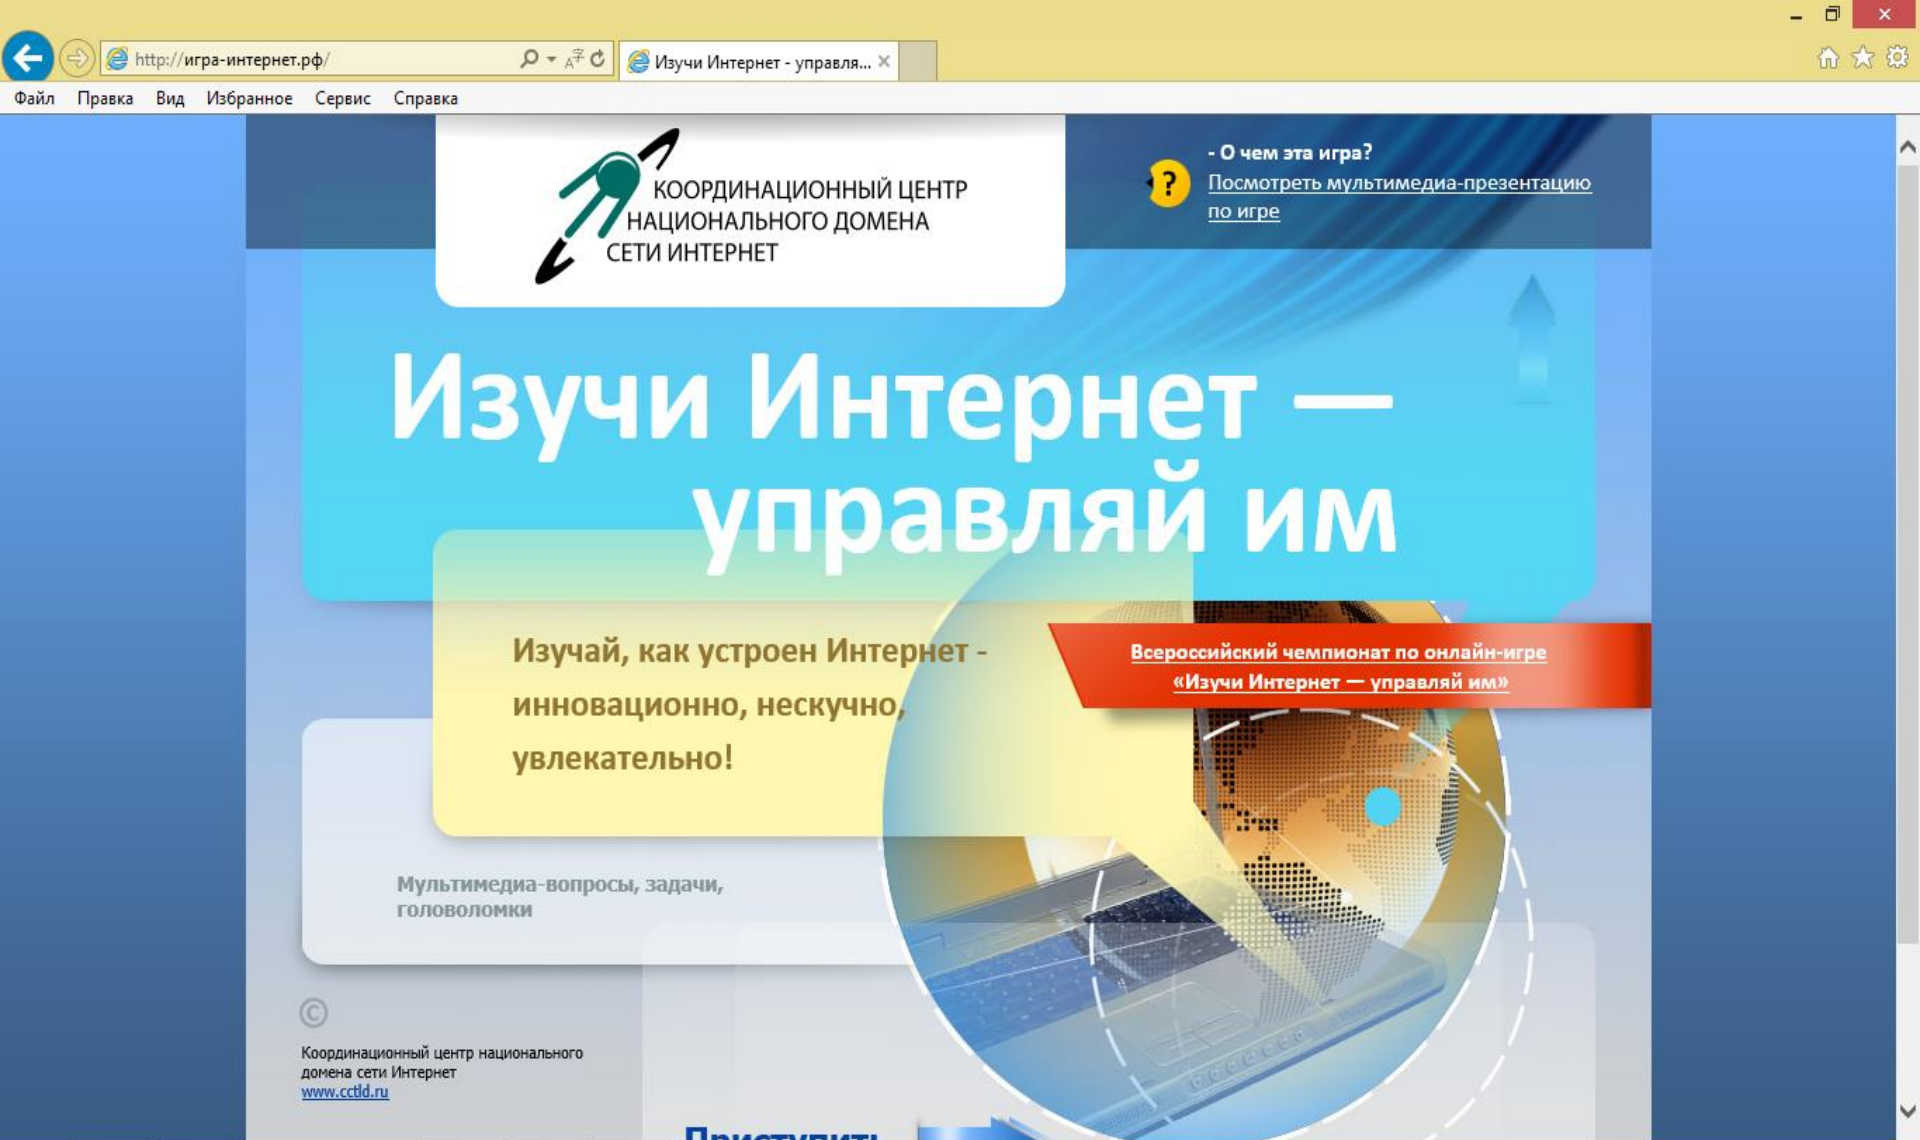 http://игра-интернет.рф/
Изучи Интернет - управля...
Файл Правка Вид Избранное Сервис Справка
КООРДИНАЦИОННЫЙ ЦЕНТР
НАЦИОНАЛЬНОГО ДОМЕНА
СЕТИ ИНТЕРНЕТ
- О чем эта игра?
Посмотреть мультимедиа-презентацию
по игре
Изучи Интернет —
управляй им
Изучай, как устроен Интернет -
инновационно, нескучно,
увлекательно!
Всероссийский чемпионат по онлайн-игре
«Изучи Интернет — управляй им»
Мультимедиа-вопросы, задачи,
головоломки
©
Координационный центр национального
домена сети Интернет
www.cctld.ru
Приступить